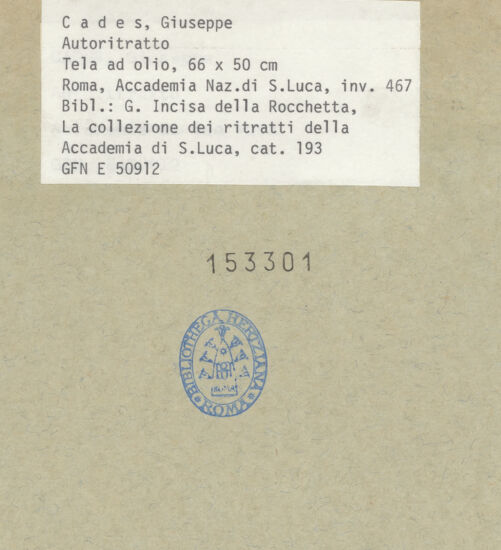 C a d e s, Giuseppe
Autoritratto
Tela ad olio, 66 x 50 cm
Roma, Accademia Naz.di S.Luca, inv. 467
Bibl.: G. Incisa della Rocchetta,
La collezione dei ritratti della
Accademia di S.Luca, cat. 193
GFN E 50912
153301
BIBLIOTHECA HERTZIANA
ROMA